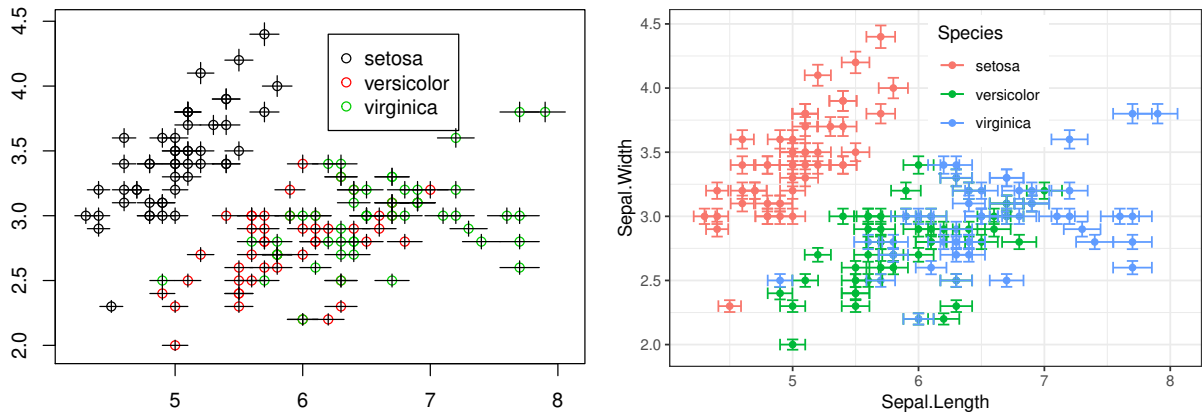 4.5
4.0
3.5
3.0
2.5
2.0
5 6 7 8
setosa
versicolor
virginica
Sepal.Width
4.5
4.0
3.5
3.0
2.5
2.0
Species
setosa
versicolor
virginica
5 6 7 8
Sepal.Length